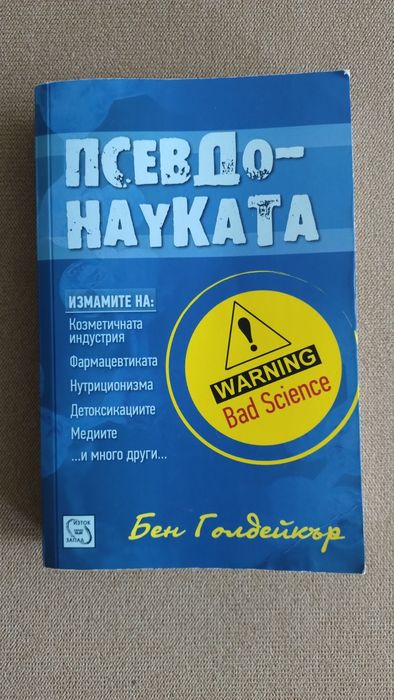 ПСЕВДО-
НАУКАТА
ИЗМАМИТЕ НА:
Козметичната
индустрия
Фармацевтиката
Нутриционизма
Детоксикациите
Медиите
...и много други...
!
WARNING
Bad Science
ИЗТОК
ЗАПАД
Бен Голдейкър